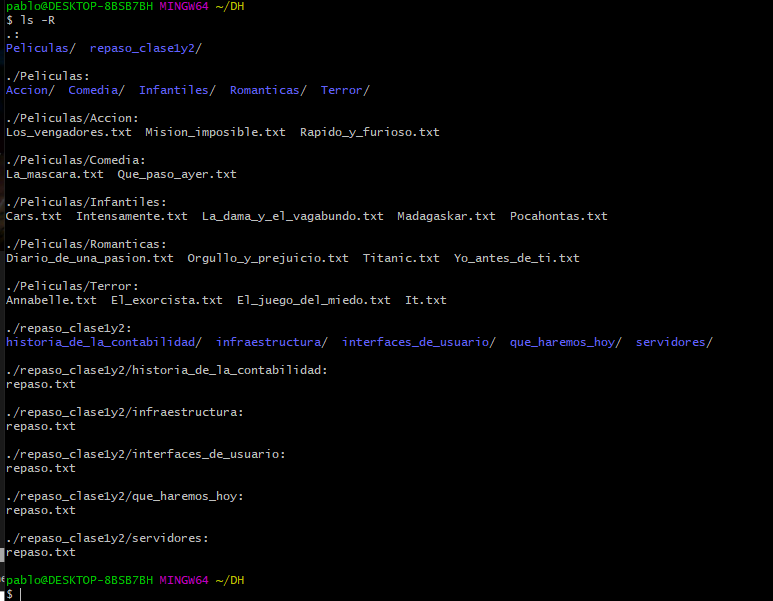 pablo@DESKTOP-8BSB7BH MINGW64 ~/DH
$ ls -R
.:
Peliculas/  repaso_clase1y2/

./Peliculas:
Accion/  Comedia/  Infantiles/  Romanticas/  Terror/

./Peliculas/Accion:
Los_vengadores.txt  Mision_imposible.txt  Rapido_y_furioso.txt

./Peliculas/Comedia:
La_mascara.txt  Que_paso_ayer.txt

./Peliculas/Infantiles:
Cars.txt  Intensamente.txt  La_dama_y_el_vagabundo.txt  Madagaskar.txt  Pocahontas.txt

./Peliculas/Romanticas:
Diario_de_una_pasion.txt  Orgullo_y_prejuicio.txt  Titanic.txt  Yo_antes_de_ti.txt

./Peliculas/Terror:
Annabelle.txt  El_exorcista.txt  El_juego_del_miedo.txt  It.txt

./repaso_clase1y2:
historia_de_la_contabilidad/  infraestructura/  interfaces_de_usuario/  que_haremos_hoy/  servidores/

./repaso_clase1y2/historia_de_la_contabilidad:
repaso.txt

./repaso_clase1y2/infraestructura:
repaso.txt

./repaso_clase1y2/interfaces_de_usuario:
repaso.txt

./repaso_clase1y2/que_haremos_hoy:
repaso.txt

./repaso_clase1y2/servidores:
repaso.txt

pablo@DESKTOP-8BSB7BH MINGW64 ~/DH
$